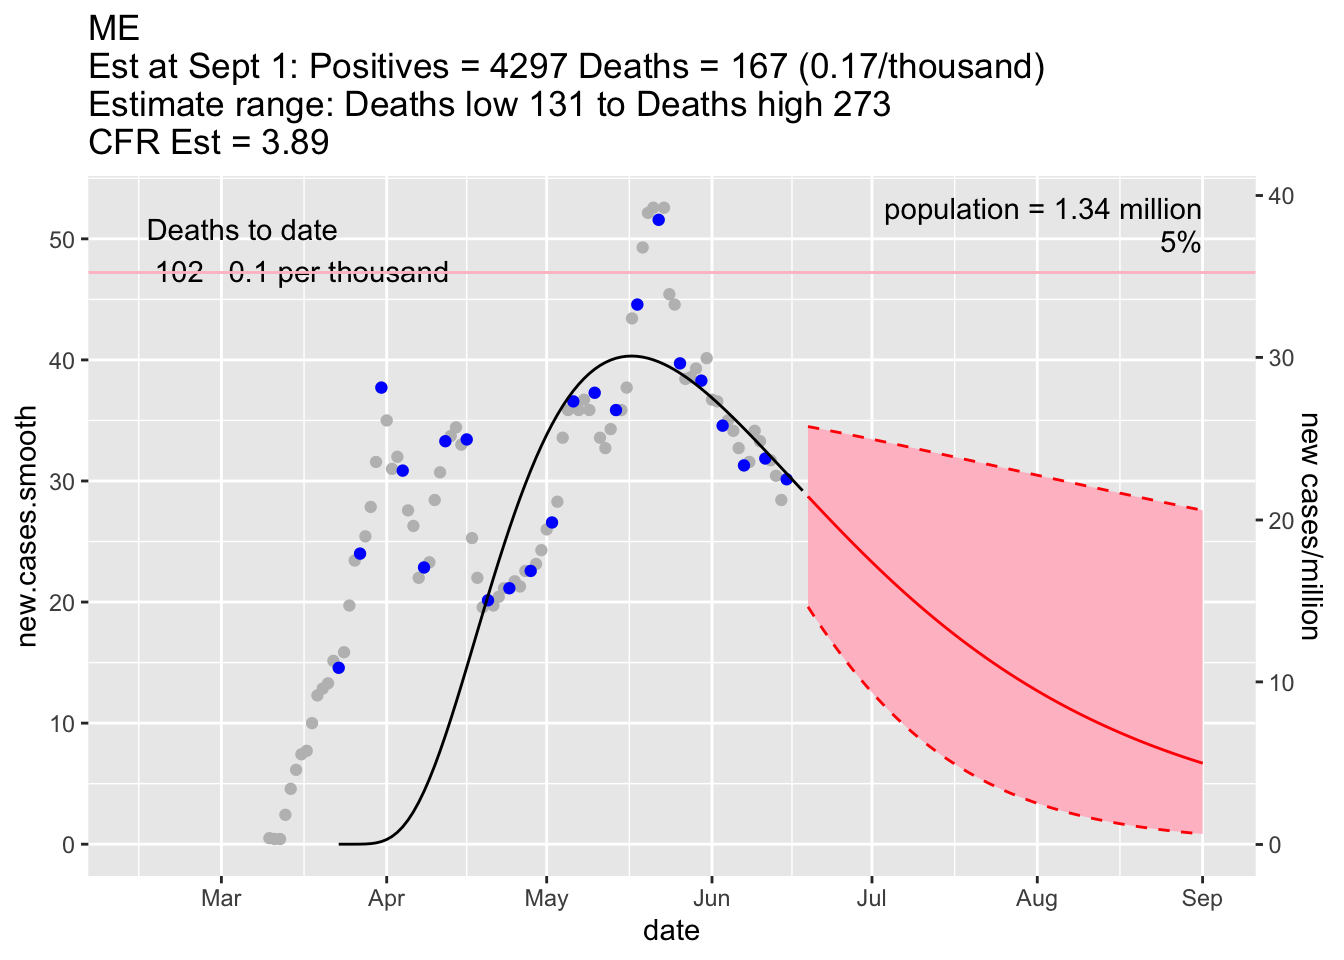 ME
Est at Sept 1: Positives = 4297 Deaths = 167 (0.17/thousand)
Estimate range: Deaths low 131 to Deaths high 273
CFR Est = 3.89
Deaths to date
102 0.1 per thousand
population = 1.34 million
5%
new.cases.smooth
50
40
30
20
10
0
new cases/million
40
30
20
10
0
Mar Apr May Jun Jul Aug Sep
date